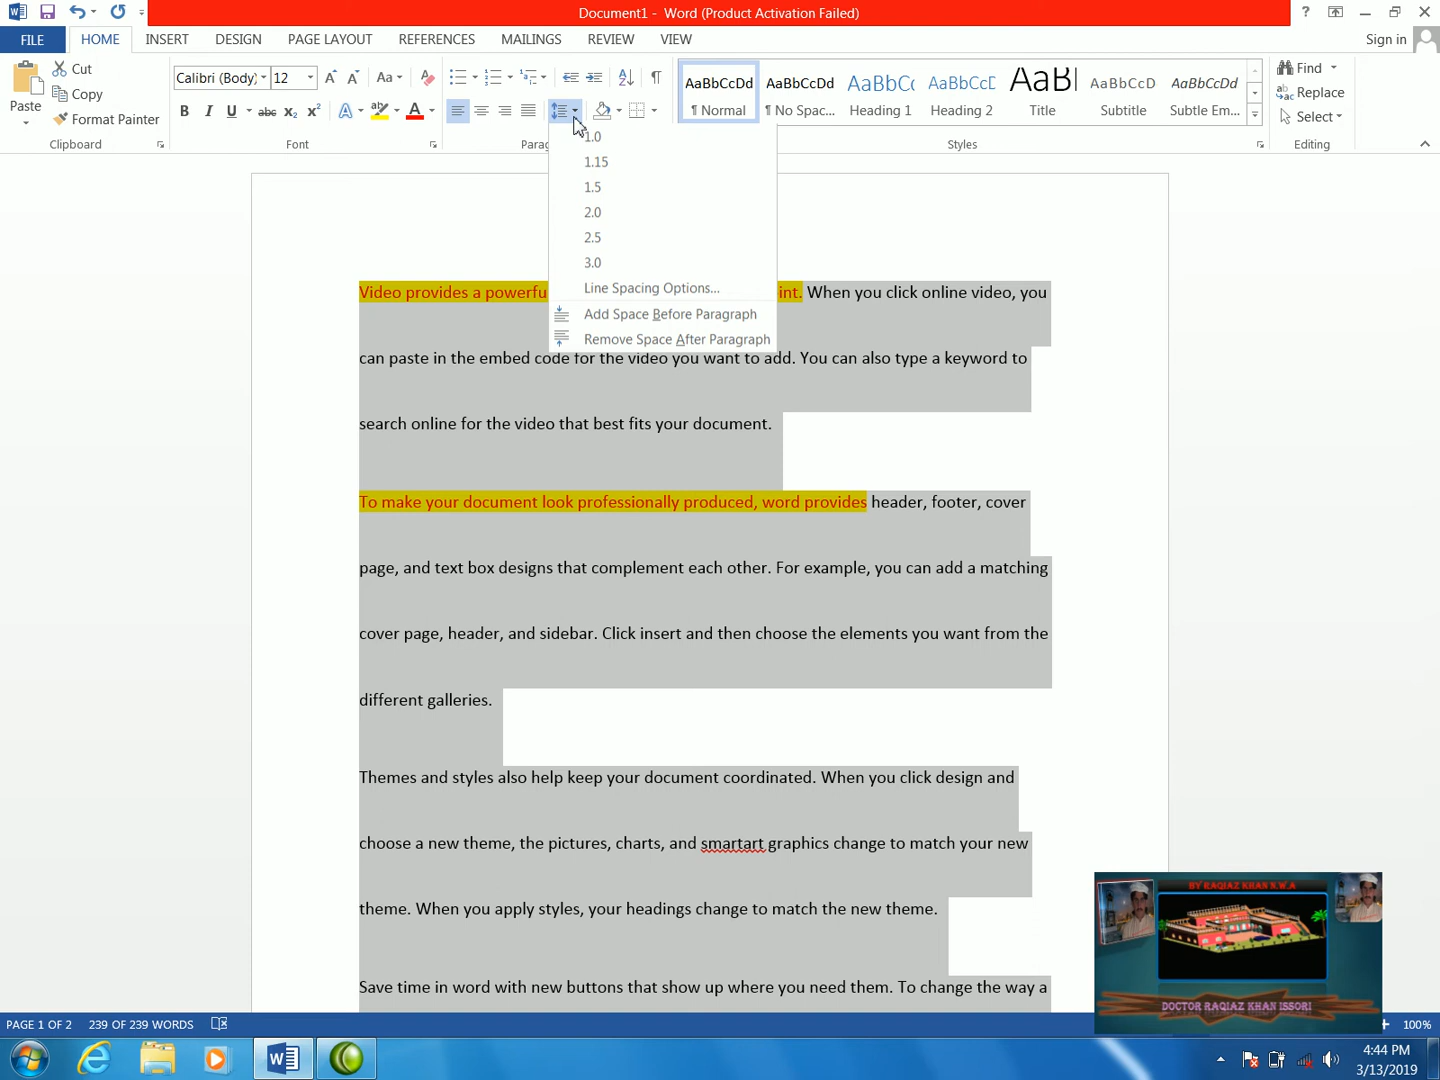 Document1 - Word (Product Activation Failed)
FILE HOME INSERT DESIGN PAGE LAYOUT REFERENCES MAILINGS REVIEW VIEW Sign in
Paste
Cut
Copy
Format Painter
Clipboard
Calibri (Body) 12
Aa
B I U abc x₂ x²
Font
AaBbCcDd AaBbCcDd AaBbCc AaBbCcD AaBl AaBbCcD AaBbCcDd
¶ Normal ¶ No Spac... Heading 1 Heading 2 Title Subtitle Subtle Em...
Styles
Find
Replace
Select
Editing
1.0
1.15
1.5
2.0
2.5
3.0
Line Spacing Options...
Add Space Before Paragraph
Remove Space After Paragraph
Video provides a powerfu int. When you click online video, you
can paste in the embed code for the video you want to add. You can also type a keyword to
search online for the video that best fits your document.
To make your document look professionally produced, word provides header, footer, cover
page, and text box designs that complement each other. For example, you can add a matching
cover page, header, and sidebar. Click insert and then choose the elements you want from the
different galleries.
Themes and styles also help keep your document coordinated. When you click design and
choose a new theme, the pictures, charts, and smartart graphics change to match your new
theme. When you apply styles, your headings change to match the new theme.
Save time in word with new buttons that show up where you need them. To change the way a
BY RAQIAZ KHAN N.W.A
DOCTOR RAQIAZ KHAN ISSORI
PAGE 1 OF 2 239 OF 239 WORDS 100%
4:44 PM
3/13/2019